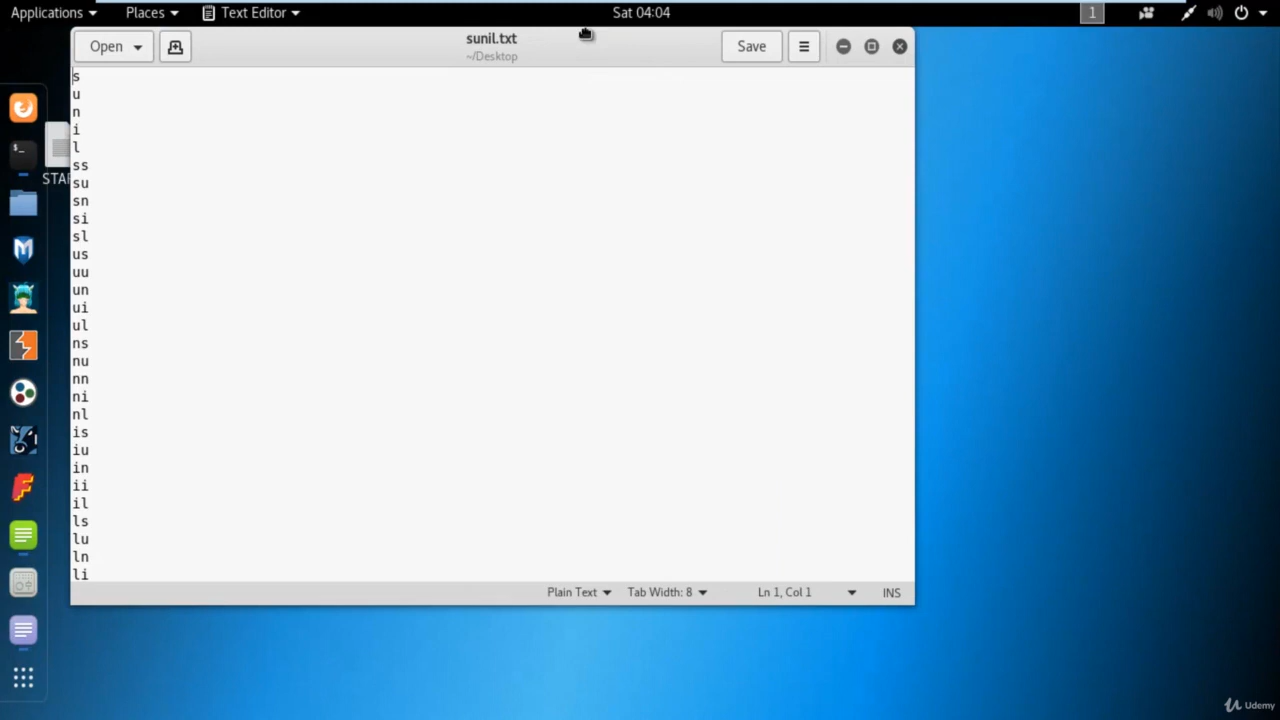 Applications Places Text Editor Sat 04:04 1
Open sunil.txt Save
~/Desktop
s
u
n
i
l
ss
su
sn
si
sl
us
uu
un
ui
ul
ns
nu
nn
ni
nl
is
iu
in
ii
il
ls
lu
ln
li
STAR
Plain Text Tab Width: 8 Ln 1, Col 1 INS
Udemy